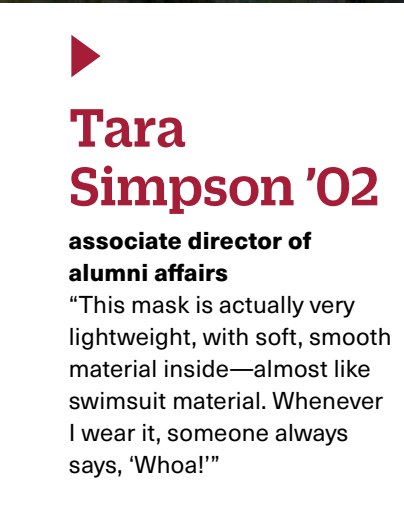 Tara
Simpson ’02
associate director of
alumni affairs
“This mask is actually very
lightweight, with soft, smooth
material inside—almost like
swimsuit material. Whenever
I wear it, someone always
says, ‘Whoa!’”